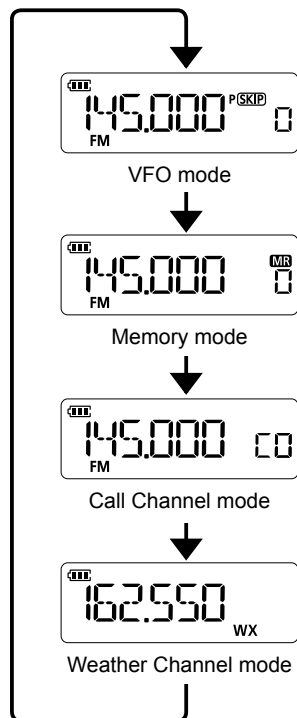 145.000 P SKIP 0
FM
VFO mode
145.000 MR 0
FM
Memory mode
145.000 C0
FM
Call Channel mode
162.550
WX
Weather Channel mode